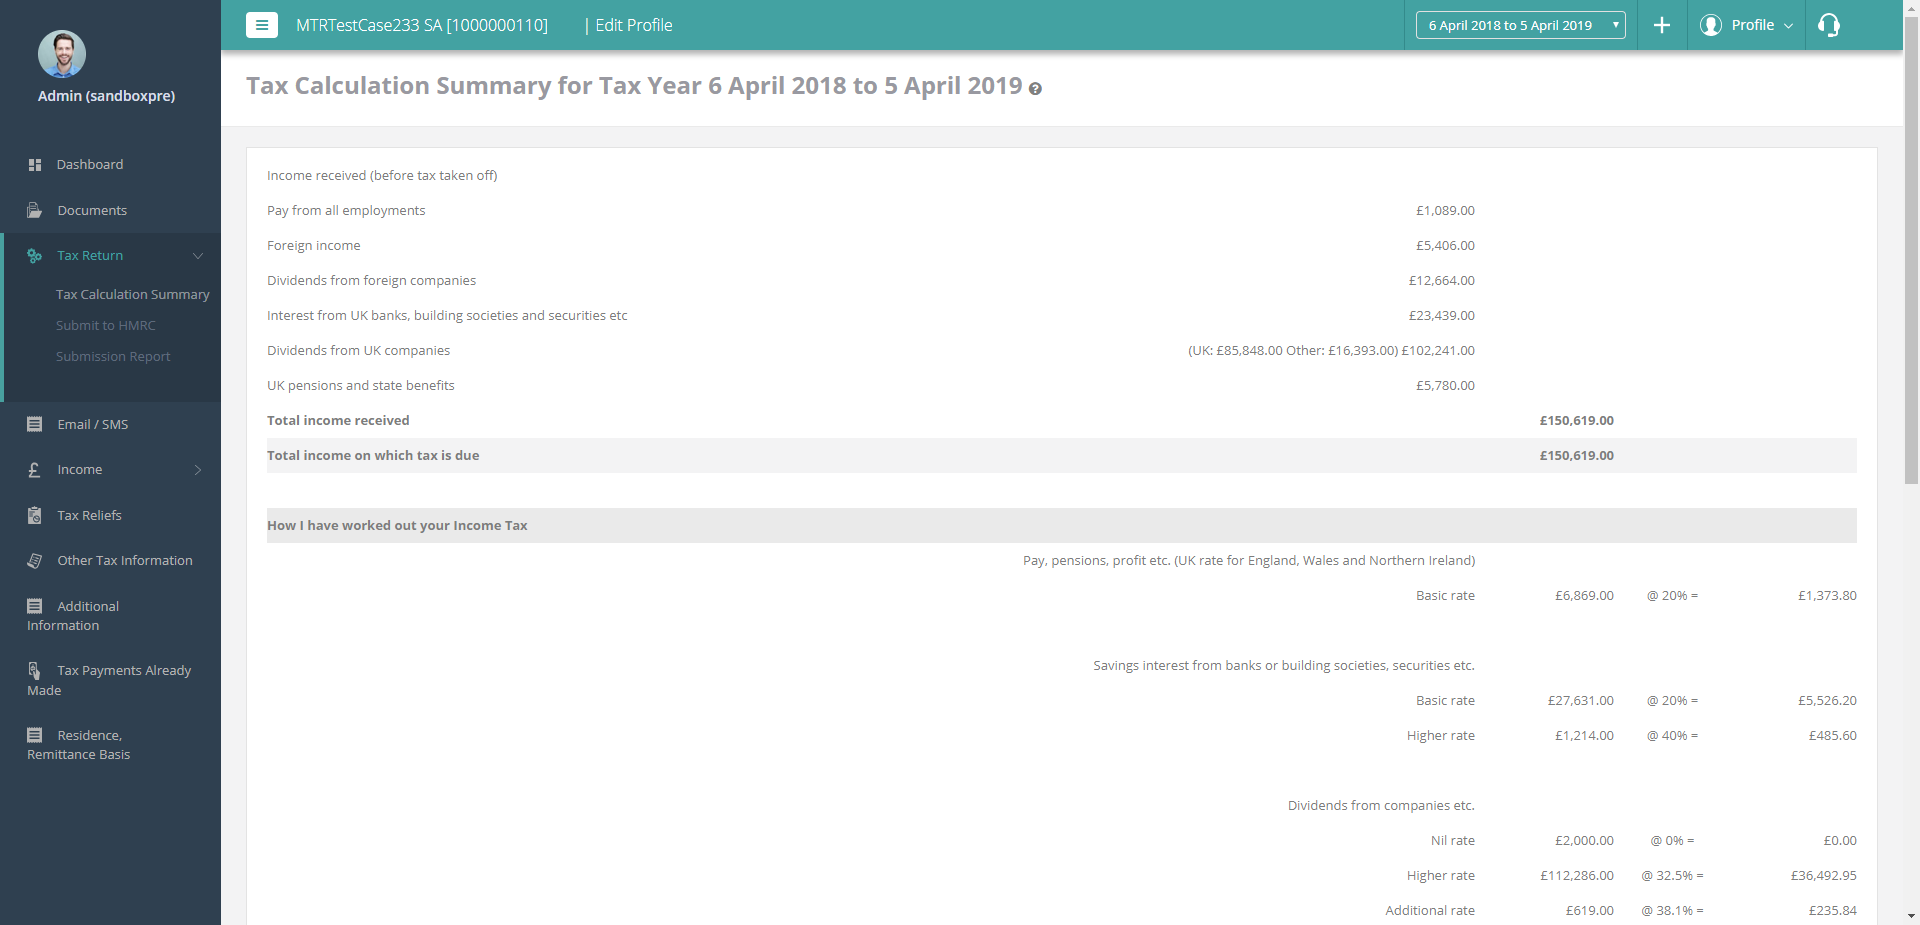 MTRTestCase233 SA [1000000110] | Edit Profile
6 April 2018 to 5 April 2019
Profile
Admin (sandboxpre)
Dashboard
Documents
Tax Return
Tax Calculation Summary
Submit to HMRC
Submission Report
Email / SMS
Income
Tax Reliefs
Other Tax Information
Additional
Information
Tax Payments Already
Made
Residence,
Remittance Basis
Tax Calculation Summary for Tax Year 6 April 2018 to 5 April 2019 ?
Income received (before tax taken off)
Pay from all employments £1,089.00
Foreign income £5,406.00
Dividends from foreign companies £12,664.00
Interest from UK banks, building societies and securities etc £23,439.00
Dividends from UK companies (UK: £85,848.00 Other: £16,393.00) £102,241.00
UK pensions and state benefits £5,780.00
Total income received £150,619.00
Total income on which tax is due £150,619.00
How I have worked out your Income Tax
Pay, pensions, profit etc. (UK rate for England, Wales and Northern Ireland)
Basic rate £6,869.00 @ 20% = £1,373.80
Savings interest from banks or building societies, securities etc.
Basic rate £27,631.00 @ 20% = £5,526.20
Higher rate £1,214.00 @ 40% = £485.60
Dividends from companies etc.
Nil rate £2,000.00 @ 0% = £0.00
Higher rate £112,286.00 @ 32.5% = £36,492.95
Additional rate £619.00 @ 38.1% = £235.84